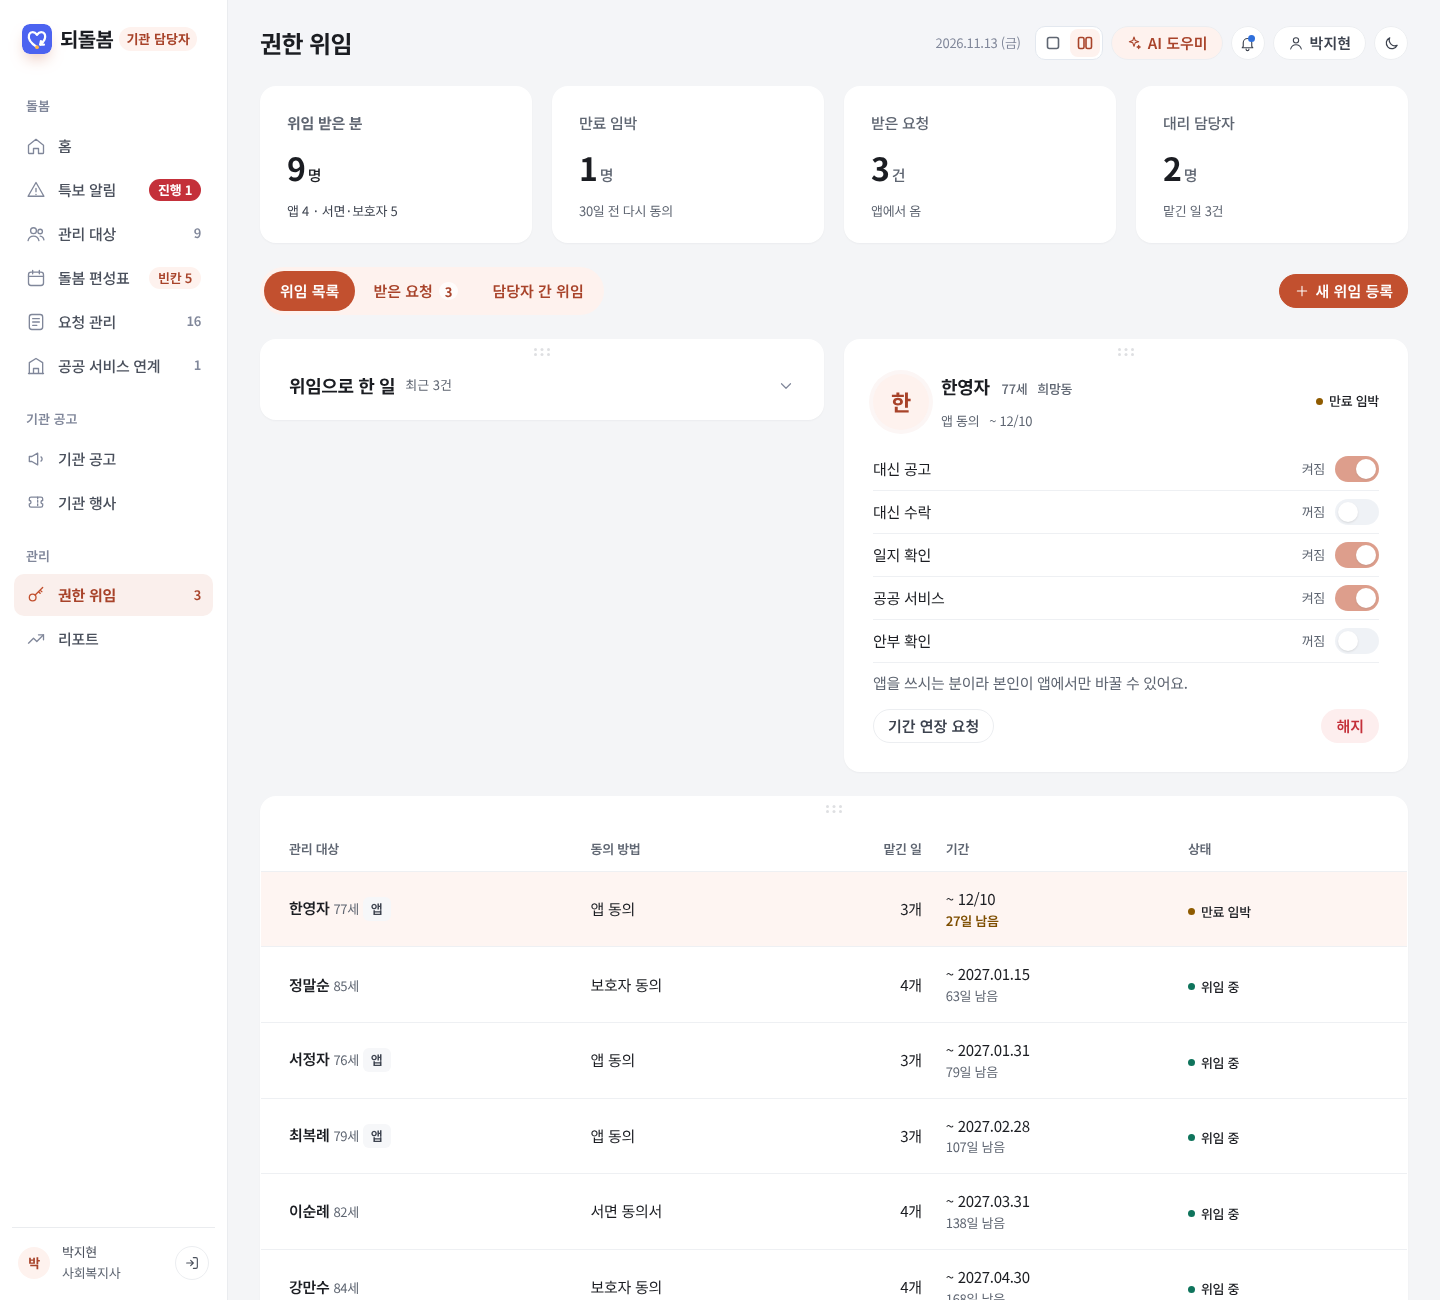 되돌봄 기관 담당자
돌봄
홈
특보 알림 진행 1
관리 대상 9
돌봄 편성표 빈칸 5
요청 관리 16
공공 서비스 연계 1
기관 공고
기관 공고
기관 행사
관리
권한 위임 3
리포트
박 박지현
사회복지사
권한 위임
2026.11.13 (금) AI 도우미 박지현
위임 받은 분
9명
앱 4 · 서면·보호자 5
만료 임박
1명
30일 전 다시 동의
받은 요청
3건
앱에서 옴
대리 담당자
2명
맡긴 일 3건
위임 목록 받은 요청 3 담당자 간 위임
새 위임 등록
위임으로 한 일 최근 3건
한 한영자 77세 희망동
앱 동의 ~ 12/10
만료 임박
대신 공고 켜짐
대신 수락 꺼짐
일지 확인 켜짐
공공 서비스 켜짐
안부 확인 꺼짐
앱을 쓰시는 분이라 본인이 앱에서만 바꿀 수 있어요.
기간 연장 요청 해지
관리 대상 동의 방법 맡긴 일 기간 상태
한영자 77세 앱 앱 동의 3개 ~ 12/10 만료 임박
27일 남음
정말순 85세 보호자 동의 4개 ~ 2027.01.15 위임 중
63일 남음
서정자 76세 앱 앱 동의 3개 ~ 2027.01.31 위임 중
79일 남음
최복례 79세 앱 앱 동의 3개 ~ 2027.02.28 위임 중
107일 남음
이순례 82세 서면 동의서 4개 ~ 2027.03.31 위임 중
138일 남음
강만수 84세 보호자 동의 4개 ~ 2027.04.30 위임 중
168일 남음